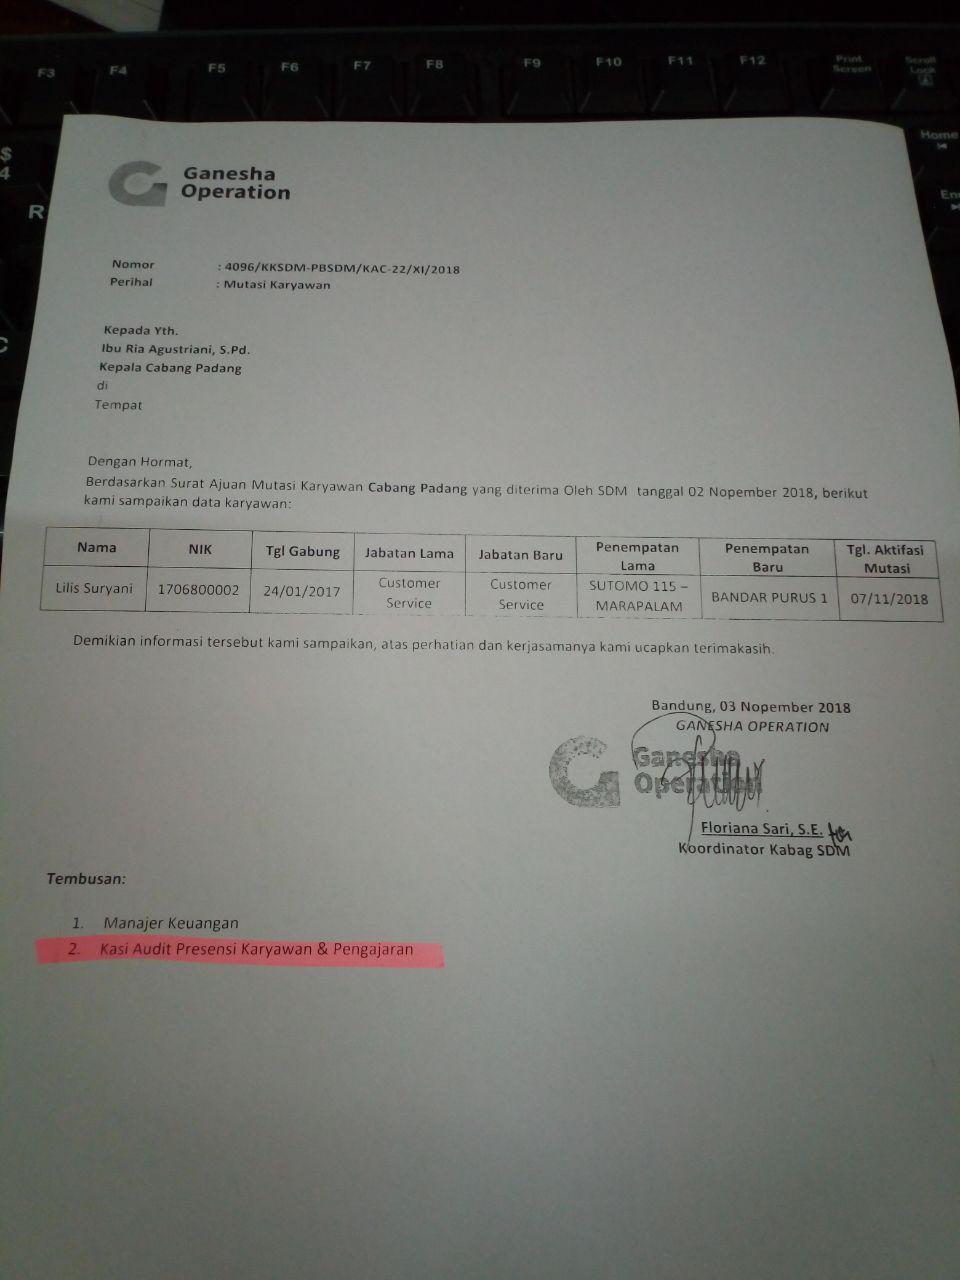 F3 F4 F5 F6 F7 F8 F9 F10 F11 F12 Print Screen Scroll Lock
Home
$
4
R
C
Ganesha
Operation
Nomor : 4096/KKSDM-PBSDM/KAC-22/XI/2018
Perihal : Mutasi Karyawan
Kepada Yth.
Ibu Ria Agustriani, S.Pd.
Kepala Cabang Padang
di
Tempat
Dengan Hormat,
Berdasarkan Surat Ajuan Mutasi Karyawan Cabang Padang yang diterima Oleh SDM tanggal 02 Nopember 2018, berikut
kami sampaikan data karyawan:
Nama NIK Tgl Gabung Jabatan Lama Jabatan Baru Penempatan Lama Penempatan Baru Tgl. Aktifasi Mutasi
Lilis Suryani 1706800002 24/01/2017 Customer Service Customer Service SUTOMO 115 – MARAPALAM BANDAR PURUS 1 07/11/2018
Demikian informasi tersebut kami sampaikan, atas perhatian dan kerjasamanya kami ucapkan terimakasih.
Bandung, 03 Nopember 2018
GANESHA OPERATION
Ganesha
Operation
Floriana Sari, S.E.
Koordinator Kabag SDM
Tembusan:
1. Manajer Keuangan
2. Kasi Audit Presensi Karyawan & Pengajaran